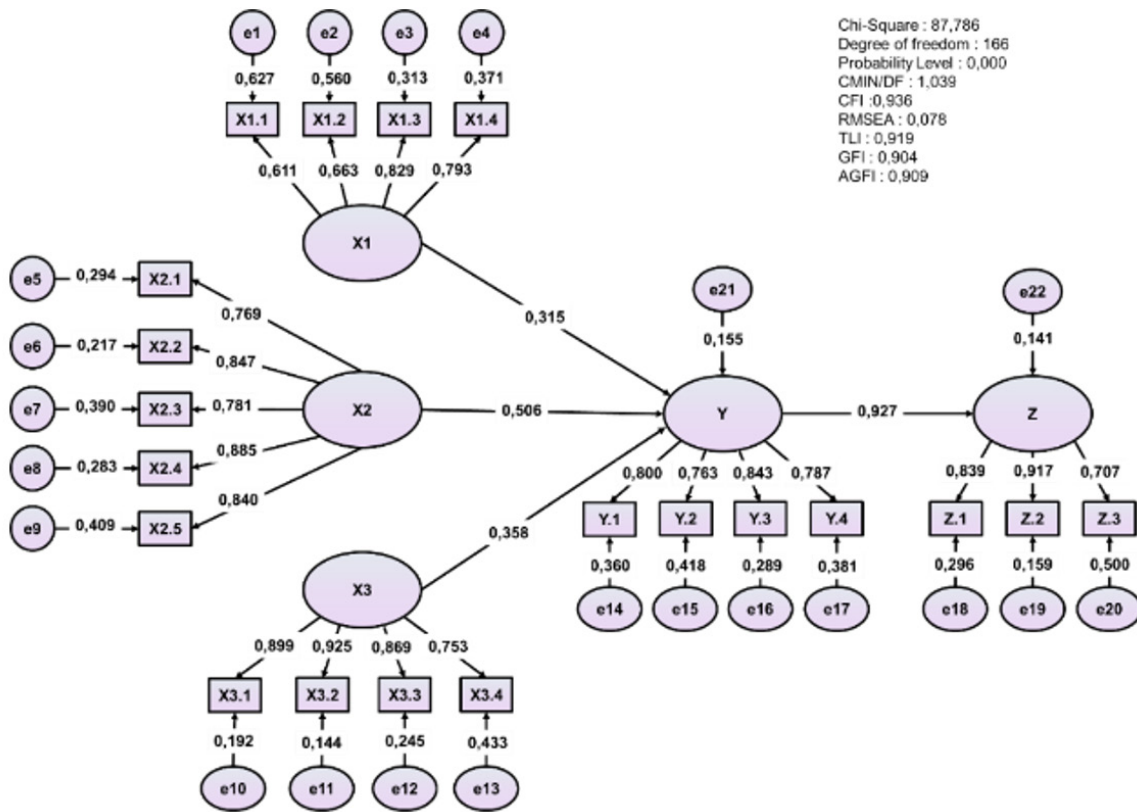 e1 e2 e3 e4
0,627 0,560 0,313 0,371
X1.1 X1.2 X1.3 X1.4
0,611 0,663 0,829 0,793
X1
Chi-Square : 87,786
Degree of freedom : 166
Probability Level : 0,000
CMIN/DF : 1,039
CFI :0,936
RMSEA : 0,078
TLI : 0,919
GFI : 0,904
AGFI : 0,909
e5 0,294 X2.1
0,769
e6 0,217 X2.2
0,847
e7 0,390 X2.3 0,781
e8 0,283 X2.4
0,885
e9 0,409 X2.5
0,840
X2
0,315
0,506
0,358
e21
0,155
Y
0,927
e22
0,141
Z
0,800 0,763 0,843 0,787
Y.1 Y.2 Y.3 Y.4
0,360 0,418 0,289 0,381
e14 e15 e16 e17
0,839 0,917 0,707
Z.1 Z.2 Z.3
0,296 0,159 0,500
e18 e19 e20
X3
0,899 0,925 0,869 0,753
X3.1 X3.2 X3.3 X3.4
0,192 0,144 0,245 0,433
e10 e11 e12 e13